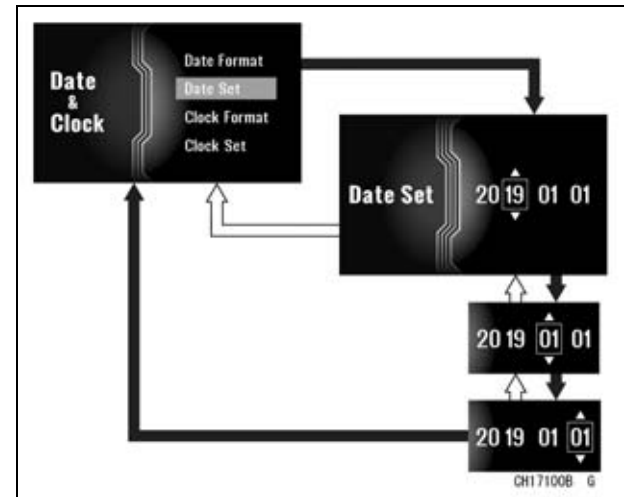 Date
&
Clock
Date Format
Date Set
Clock Format
Clock Set
Date Set
20 19 01 01
20 19 01 01
20 19 01 01
CH17100B G